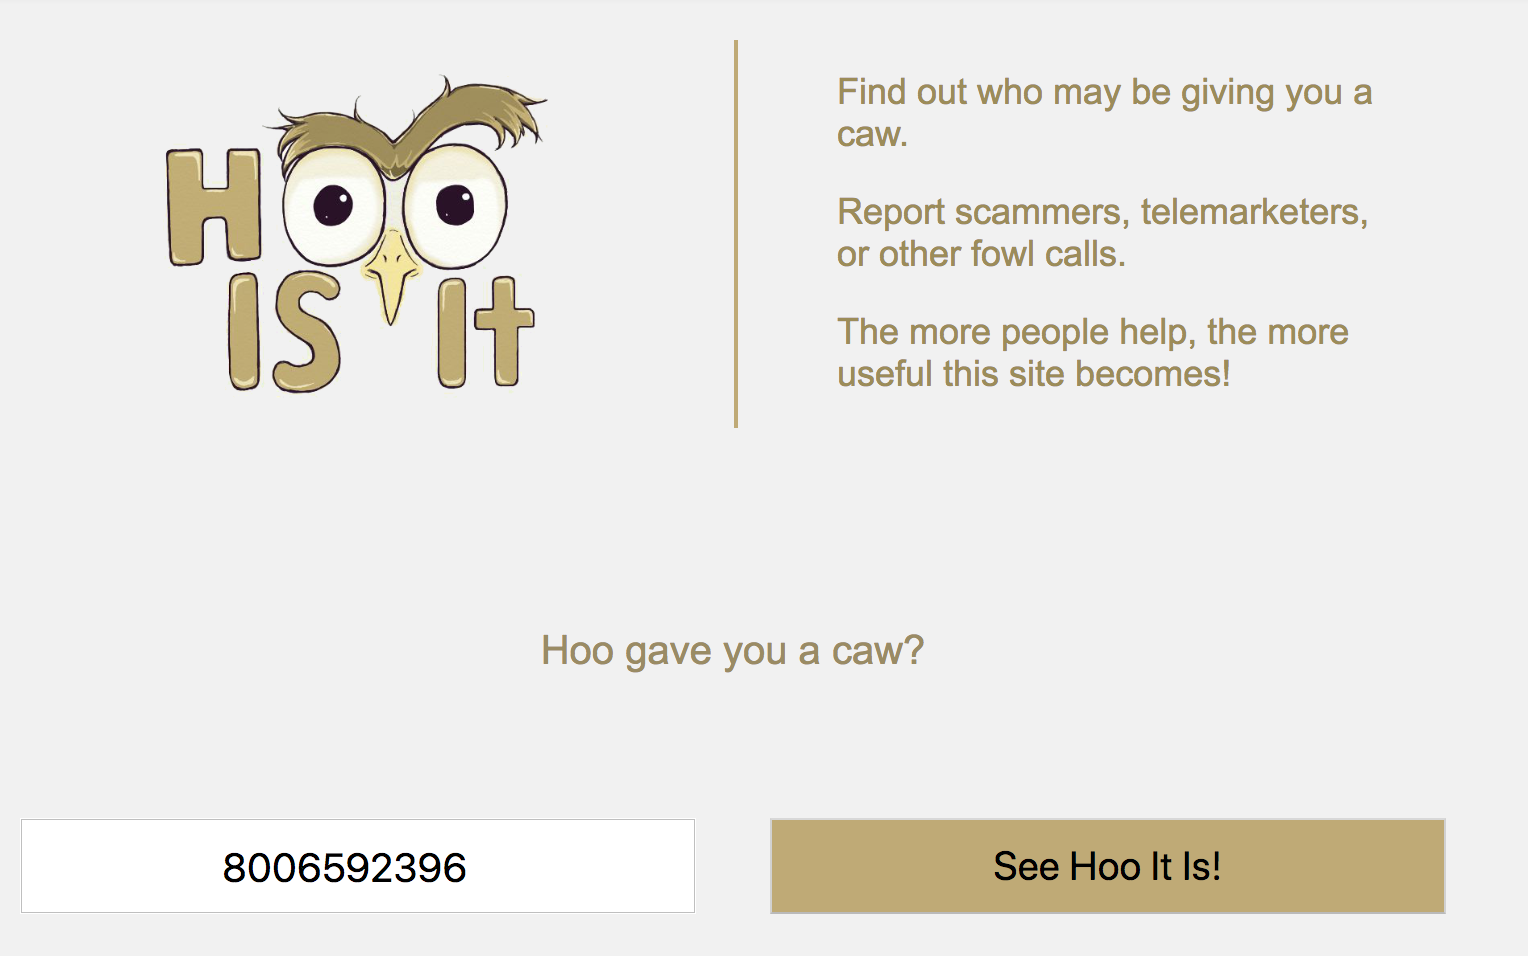 HOO
IS It
Find out who may be giving you a
caw.
Report scammers, telemarketers,
or other fowl calls.
The more people help, the more
useful this site becomes!
Hoo gave you a caw?
8006592396
See Hoo It Is!